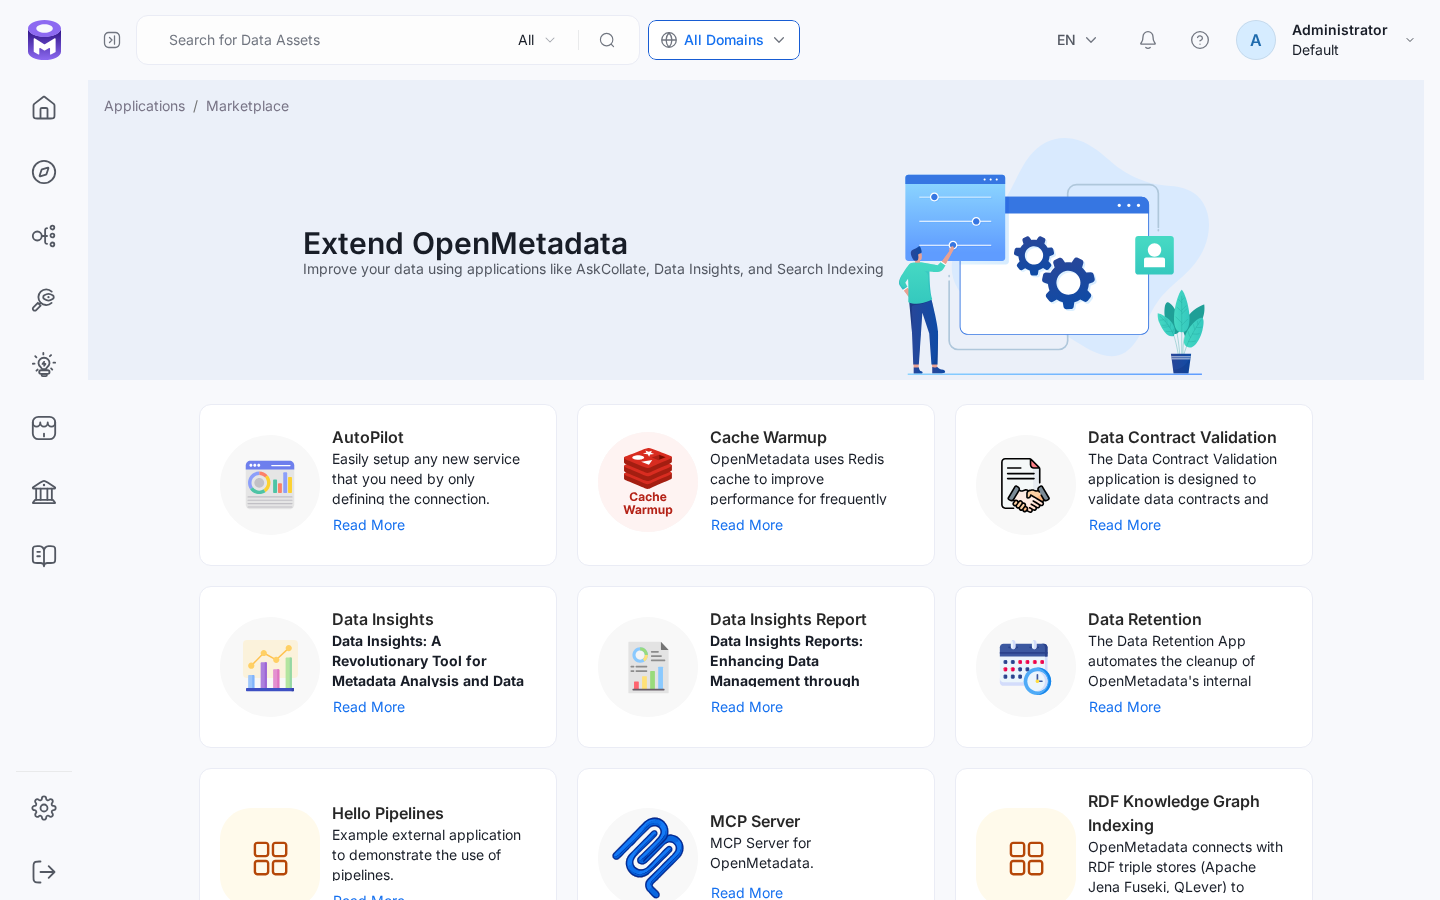 Search for Data Assets
All
All Domains
EN
A
Administrator
Default
Applications / Marketplace
Extend OpenMetadata
Improve your data using applications like AskCollate, Data Insights, and Search Indexing
AutoPilot
Easily setup any new service
that you need by only
defining the connection.
Read More
Cache
Warmup
Cache Warmup
OpenMetadata uses Redis
cache to improve
performance for frequently
Read More
Data Contract Validation
The Data Contract Validation
application is designed to
validate data contracts and
Read More
Data Insights
Data Insights: A
Revolutionary Tool for
Metadata Analysis and Data
Read More
Data Insights Report
Data Insights Reports:
Enhancing Data
Management through
Read More
Data Retention
The Data Retention App
automates the cleanup of
OpenMetadata's internal
Read More
Hello Pipelines
Example external application
to demonstrate the use of
pipelines.
Read More
MCP Server
MCP Server for
OpenMetadata.
Read More
RDF Knowledge Graph
Indexing
OpenMetadata connects with
RDF triple stores (Apache
Jena Fuseki, QLever) to